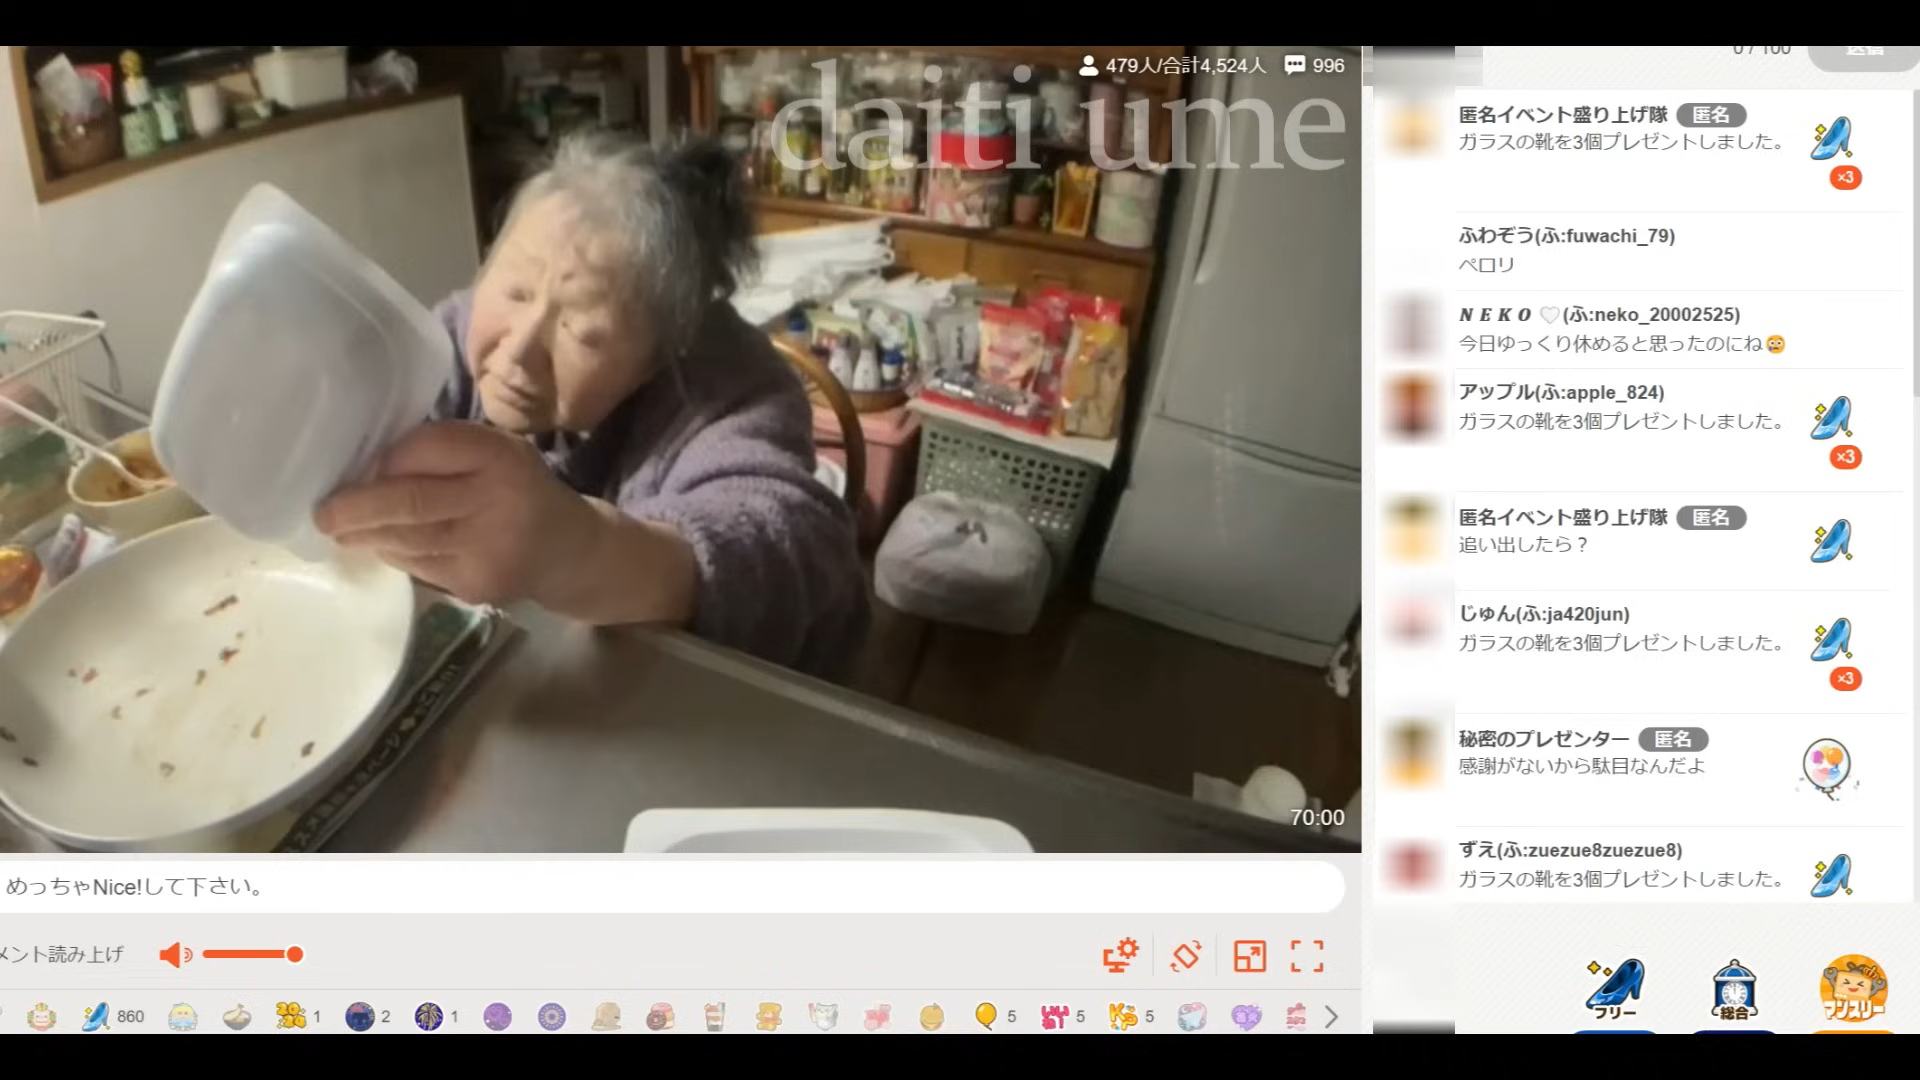 479人/合計4,524人 996
daiti ume
70:00
めっちゃNice!して下さい。
メント読み上げ
860
1
2
1
5
5
5
0 / 100
送信
匿名イベント盛り上げ隊 匿名
ガラスの靴を3個プレゼントしました。
×3
ふわぞう(ふ:fuwachi_79)
ペロリ
NEKO ♡(ふ:neko_20002525)
今日ゆっくり休めると思ったのにね😢
アップル(ふ:apple_824)
ガラスの靴を3個プレゼントしました。
×3
匿名イベント盛り上げ隊 匿名
追い出したら？
じゅん(ふ:ja420jun)
ガラスの靴を3個プレゼントしました。
×3
秘密のプレゼンター 匿名
感謝がないから駄目なんだよ
ずえ(ふ:zuezue8zuezue8)
ガラスの靴を3個プレゼントしました。
フリー
総合
マンスリー